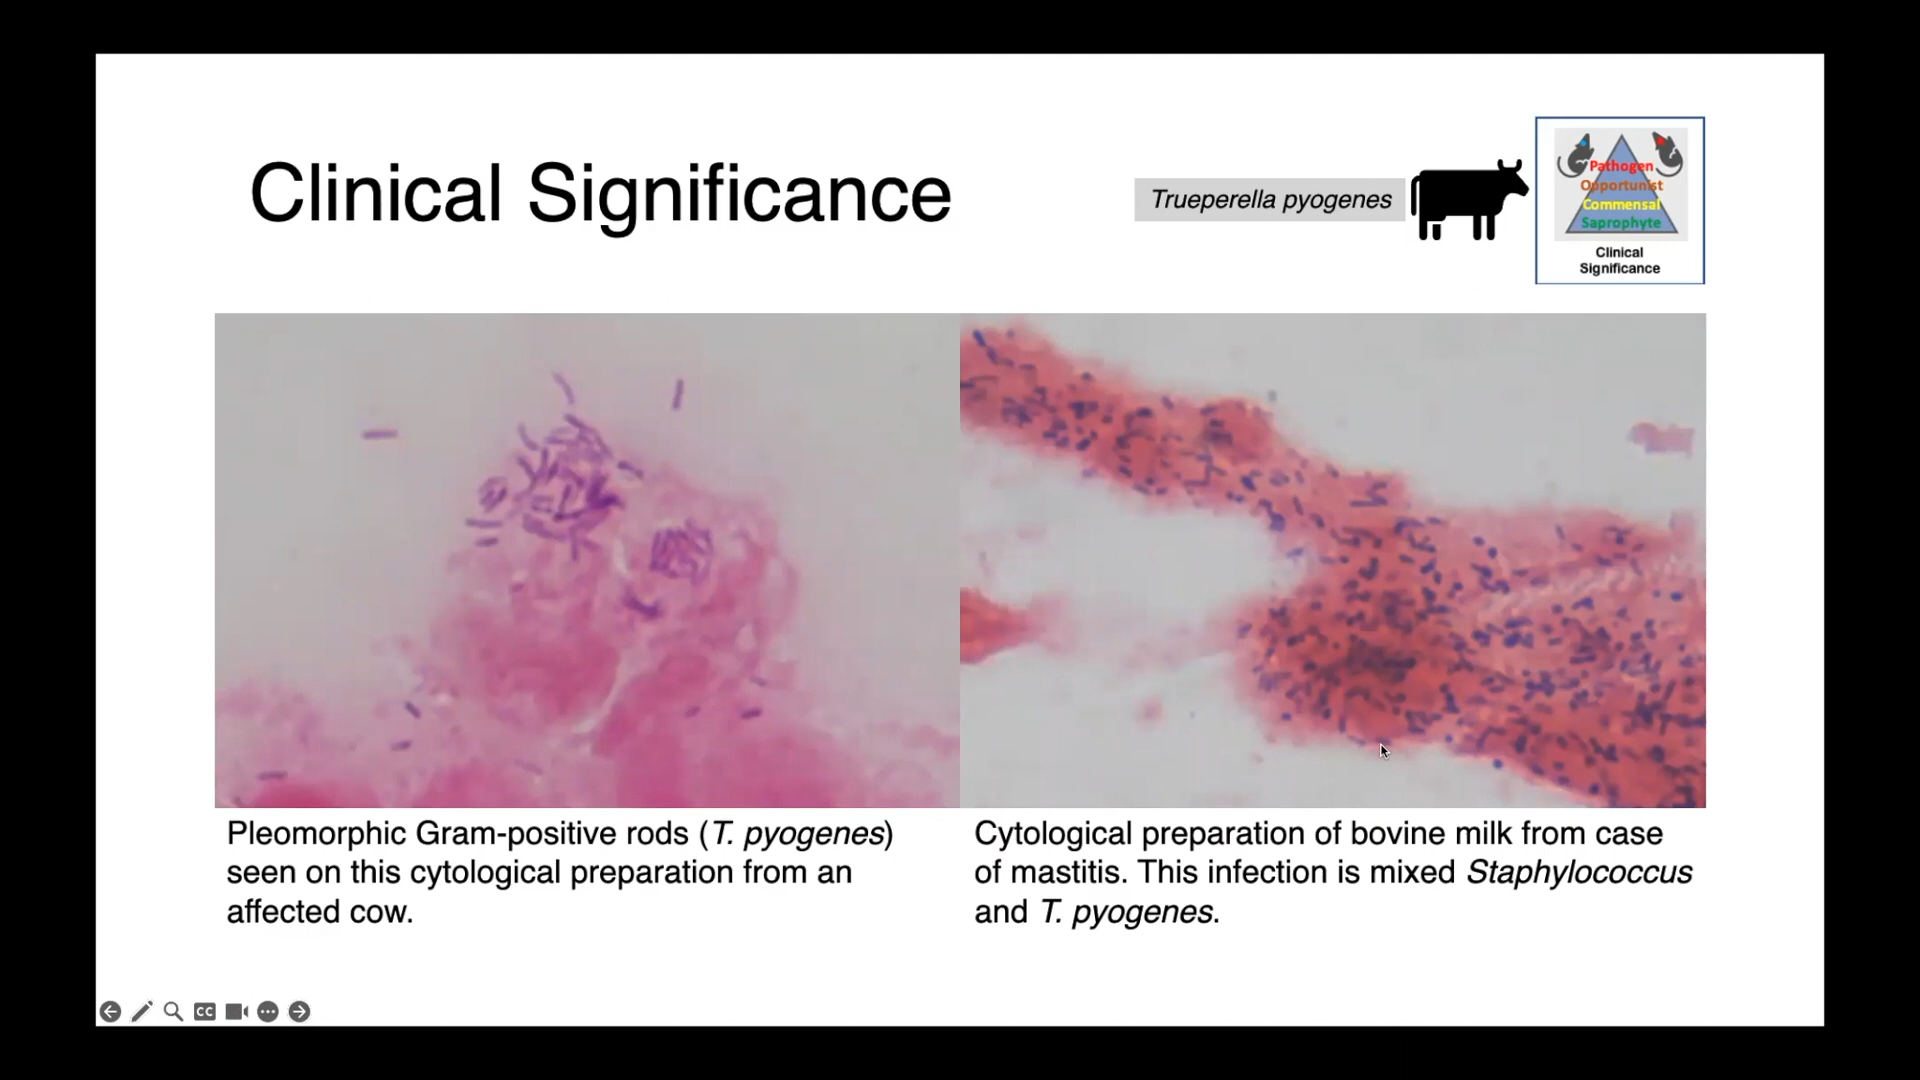 Clinical Significance
Trueperella pyogenes
Pathogen
Opportunist
Commensal
Saprophyte
Clinical
Significance
Pleomorphic Gram-positive rods (T. pyogenes)
seen on this cytological preparation from an
affected cow.
Cytological preparation of bovine milk from case
of mastitis. This infection is mixed Staphylococcus
and T. pyogenes.
CC